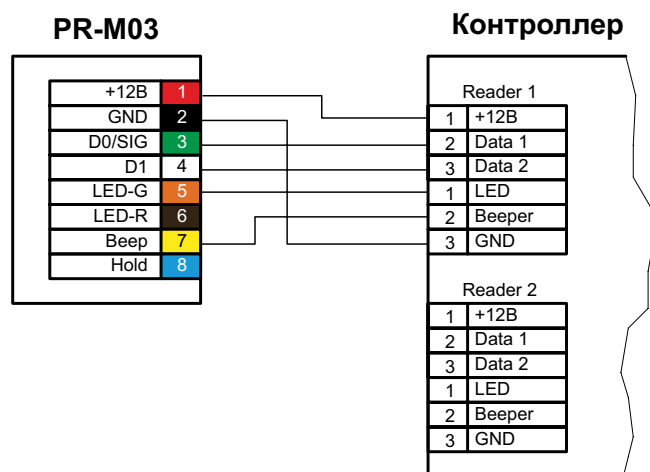 PR-M03
Контроллер
+12В 1
GND 2
D0/SIG 3
D1 4
LED-G 5
LED-R 6
Beep 7
Hold 8
Reader 1
1 +12В
2 Data 1
3 Data 2
1 LED
2 Beeper
3 GND
Reader 2
1 +12В
2 Data 1
3 Data 2
1 LED
2 Beeper
3 GND